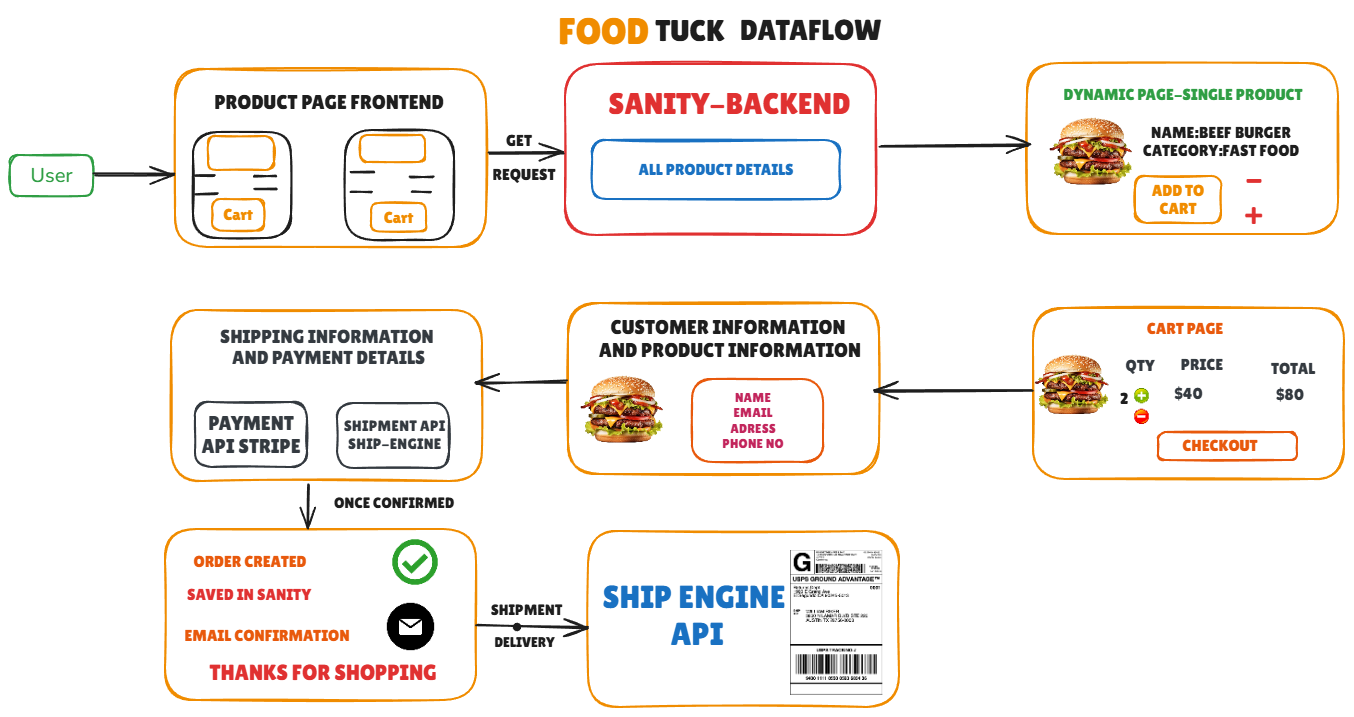 FOOD TUCK DATAFLOW
User
PRODUCT PAGE FRONTEND
Cart
Cart
GET
REQUEST
SANITY-BACKEND
ALL PRODUCT DETAILS
DYNAMIC PAGE-SINGLE PRODUCT
NAME:BEEF BURGER
CATEGORY:FAST FOOD
ADD TO
CART
−
+
CART PAGE
QTY PRICE TOTAL
2 $40 $80
CHECKOUT
CUSTOMER INFORMATION
AND PRODUCT INFORMATION
NAME
EMAIL
ADRESS
PHONE NO
SHIPPING INFORMATION
AND PAYMENT DETAILS
PAYMENT
API STRIPE
SHIPMENT API
SHIP-ENGINE
ONCE CONFIRMED
ORDER CREATED
SAVED IN SANITY
EMAIL CONFIRMATION
THANKS FOR SHOPPING
SHIPMENT
DELIVERY
SHIP ENGINE
API
G
USPS GROUND ADVANTAGE™